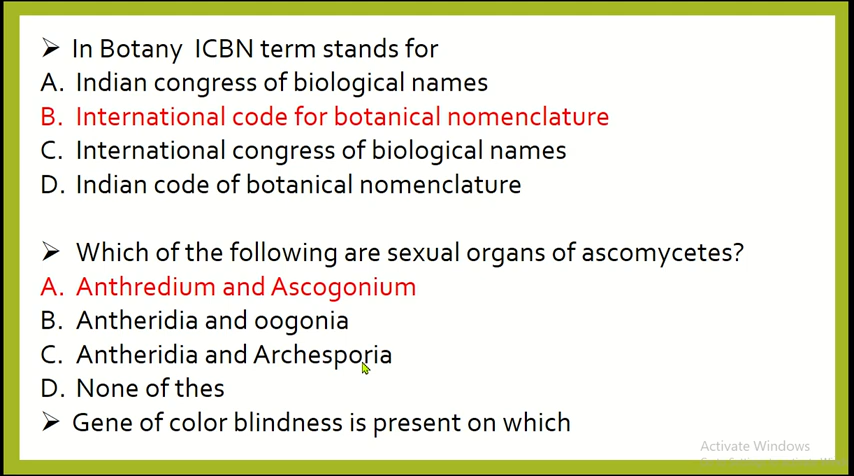 ➢ In Botany ICBN term stands for
A. Indian congress of biological names
B. International code for botanical nomenclature
C. International congress of biological names
D. Indian code of botanical nomenclature
➢ Which of the following are sexual organs of ascomycetes?
A. Anthredium and Ascogonium
B. Antheridia and oogonia
C. Antheridia and Archesporia
D. None of thes
➢ Gene of color blindness is present on which
Activate Windows